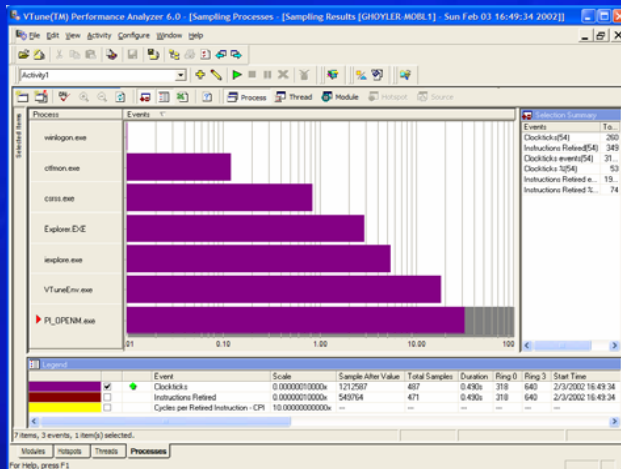 VTune(TM) Performance Analyzer 6.0 - [Sampling Processes - [Sampling Results [GHOYLER-MOBL1] - Sun Feb 03 16:49:34 2002]]
File Edit View Activity Configure Window Help
Activity1
Process Thread Module Hotspot Source
Selected Items
Process Events
winlogon.exe
ctfmon.exe
csrss.exe
Explorer.EXE
iexplore.exe
VTuneEnv.exe
PI_OPENM.exe
.01 0.10 1.00 10.00 100
Selection Summary
Events To...
Clockticks(54) 260
Instructions Retired(54) 349
Clockticks events(54) 31...
Clockticks %(54) 53
Instructions Retired e... 19...
Instructions Retired %... 74
Legend
Event Scale Sample After Value Total Samples Duration Ring 0 Ring 3 Start Time
Clockticks 0.00000010000x 1212587 487 0.490s 318 640 2/3/2002 16:49:34
Instructions Retired 0.00000010000x 549764 471 0.490s 318 640 2/3/2002 16:49:34
Cycles per Retired Instruction - CPI 10.00000000000x --- --- --- --- --- ---
7 items, 3 events, 1 item(s) selected.
Modules Hotspots Threads Processes
For Help, press F1